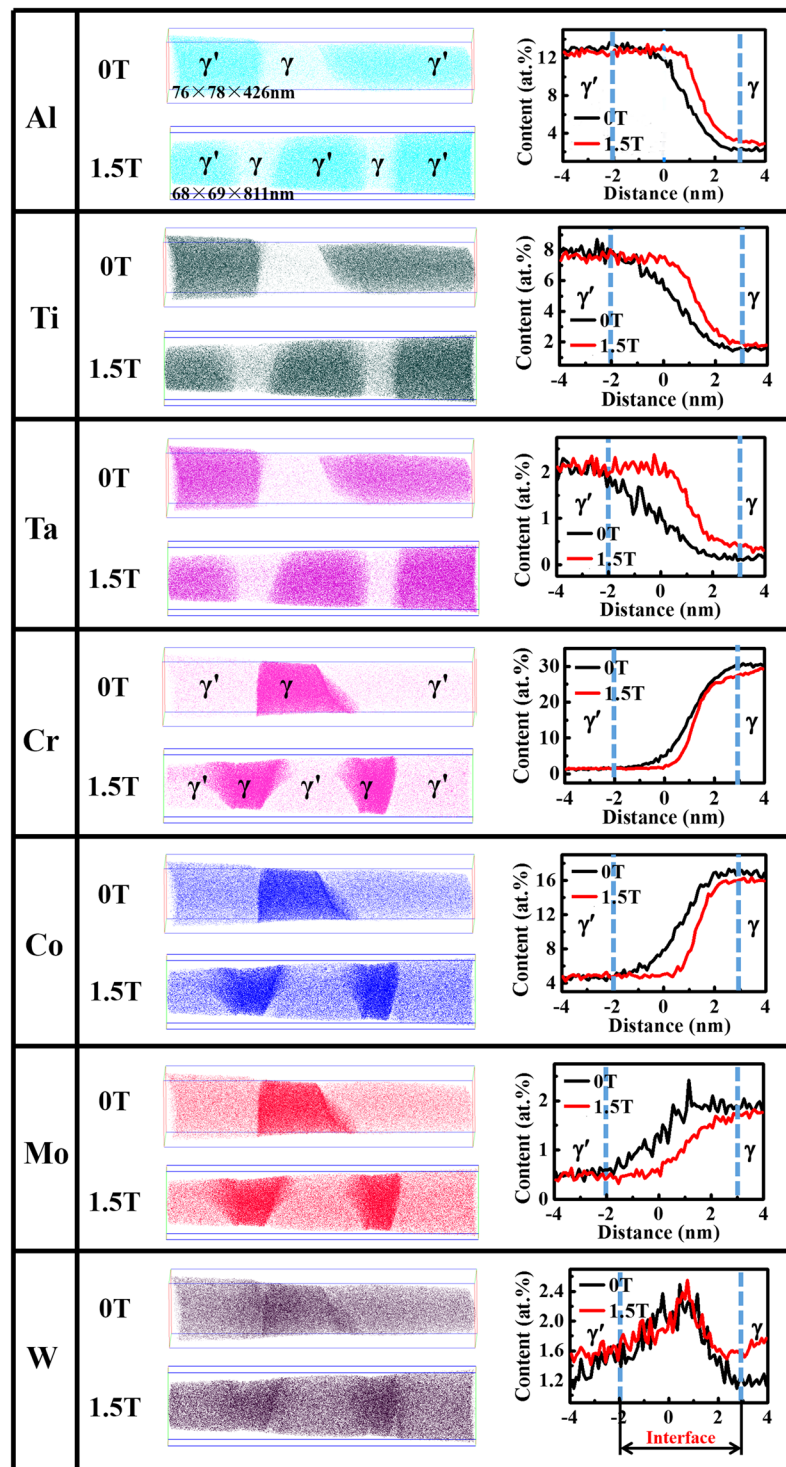 Al
0T
γ' γ γ'
76×78×426nm
1.5T
γ' γ γ' γ γ'
68×69×811nm
Content (at.%)
12
8
4
γ′ γ
0T
1.5T
-4 -2 0 2 4
Distance (nm)
Ti
0T
1.5T
Content (at.%)
8
6
4
2
γ′ γ
0T
1.5T
-4 -2 0 2 4
Distance (nm)
Ta
0T
1.5T
Content (at.%)
2
1
0
γ′ γ
0T
1.5T
-4 -2 0 2 4
Distance (nm)
Cr
0T
γ' γ γ'
1.5T
γ' γ γ' γ γ'
Content (at.%)
30
20
10
0
0T
1.5T
γ′ γ
-4 -2 0 2 4
Distance (nm)
Co
0T
1.5T
Content (at.%)
16
12
8
4
0T
1.5T
γ′ γ
-4 -2 0 2 4
Distance (nm)
Mo
0T
1.5T
Content (at.%)
2
1
0
0T
1.5T
γ′ γ
-4 -2 0 2 4
Distance (nm)
W
0T
1.5T
Content (at.%)
2.4
2.0
1.6
1.2
0T
1.5T
γ′ γ
-4 -2 0 2 4
Interface